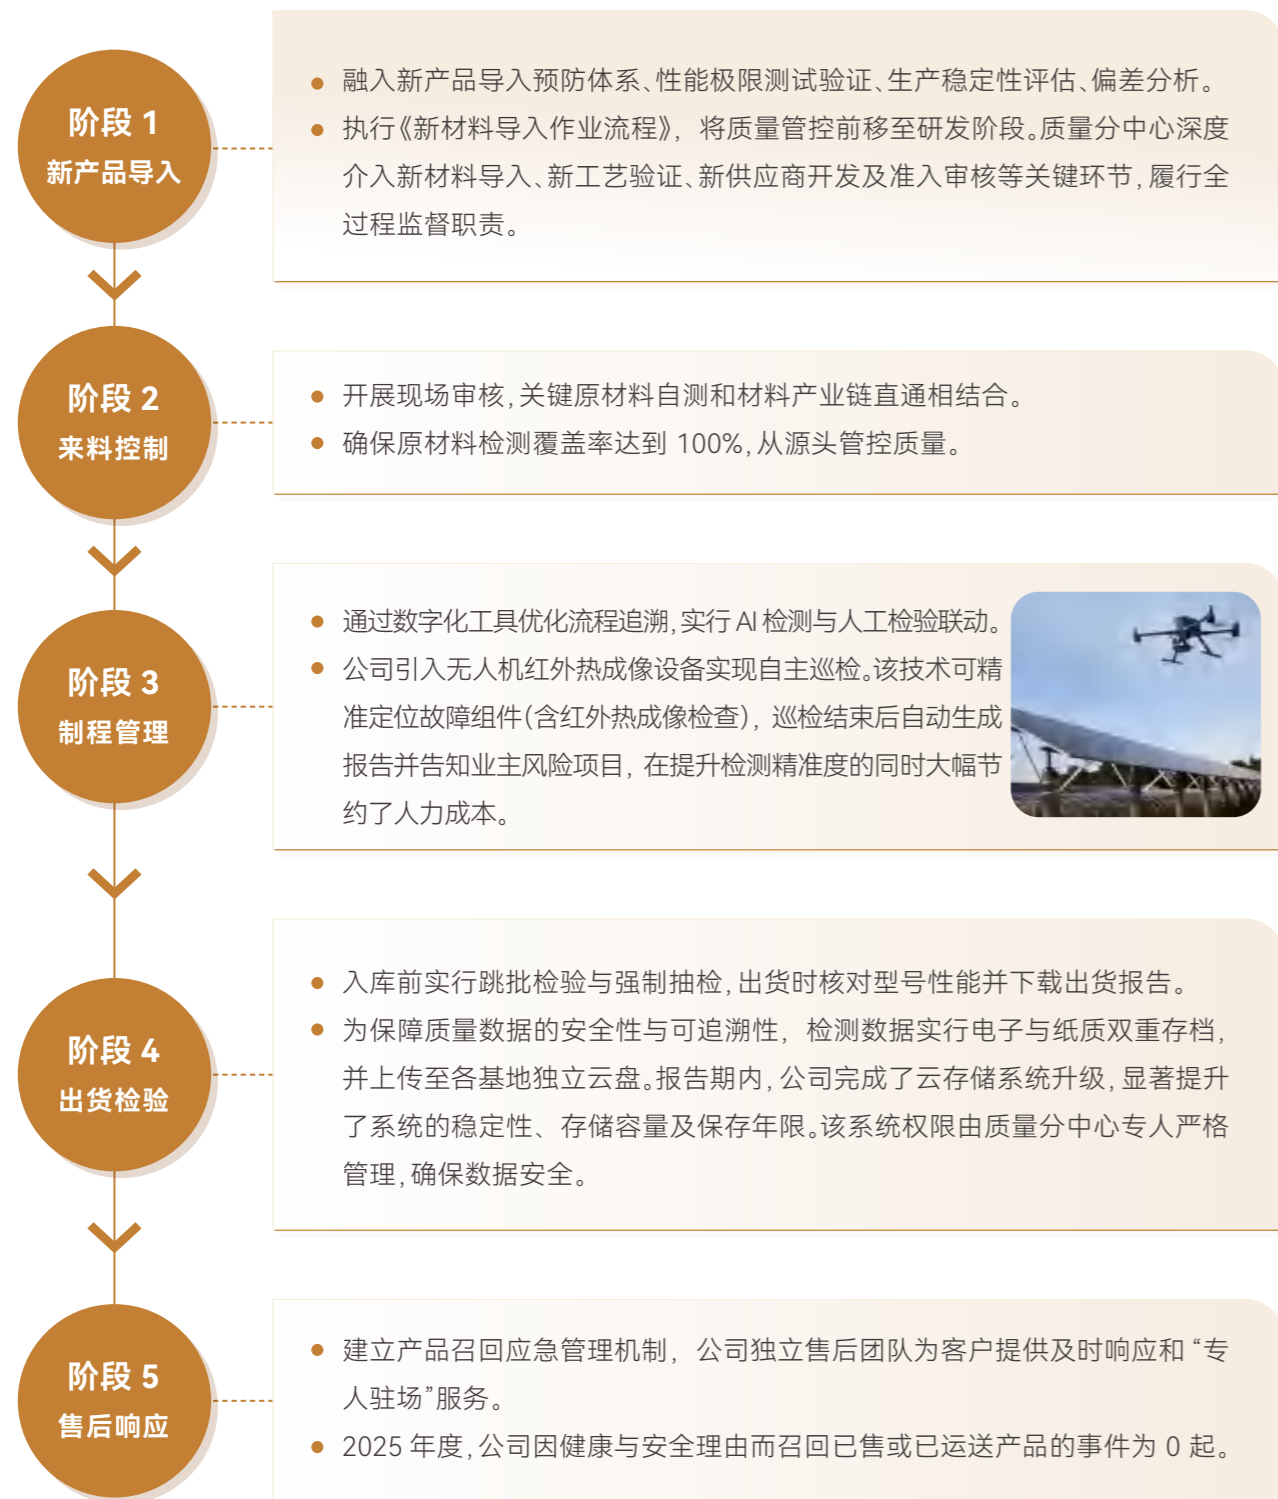 阶段 1
新产品导入
融入新产品导入预防体系、性能极限测试验证、生产稳定性评估、偏差分析。
执行《新材料导入作业流程》，将质量管控前移至研发阶段。质量分中心深度
介入新材料导入、新工艺验证、新供应商开发及准入审核等关键环节，履行全
过程监督职责。
阶段 2
来料控制
开展现场审核，关键原材料自测和材料产业链直通相结合。
确保原材料检测覆盖率达到 100%，从源头管控质量。
阶段 3
制程管理
通过数字化工具优化流程追溯，实行 AI 检测与人工检验联动。
公司引入无人机红外热成像设备实现自主巡检。该技术可精
准定位故障组件（含红外热成像检查），巡检结束后自动生成
报告并告知业主风险项目，在提升检测精准度的同时大幅节
约了人力成本。
阶段 4
出货检验
入库前实行跳批检验与强制抽检，出货时核对型号性能并下载出货报告。
为保障质量数据的安全性与可追溯性，检测数据实行电子与纸质双重存档，
并上传至各基地独立云盘。报告期内，公司完成了云存储系统升级，显著提升
了系统的稳定性、存储容量及保存年限。该系统权限由质量分中心专人严格
管理，确保数据安全。
阶段 5
售后响应
建立产品召回应急管理机制，公司独立售后团队为客户提供及时响应和“专
人驻场”服务。
2025 年度，公司因健康与安全理由而召回已售或已运送产品的事件为 0 起。